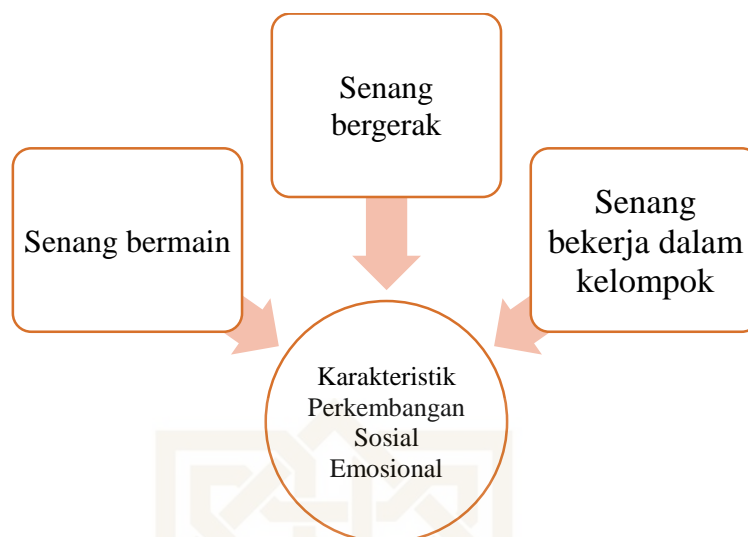 Senang
bergerak
Senang bermain
Senang
bekerja dalam
kelompok
Karakteristik
Perkembangan
Sosial
Emosional